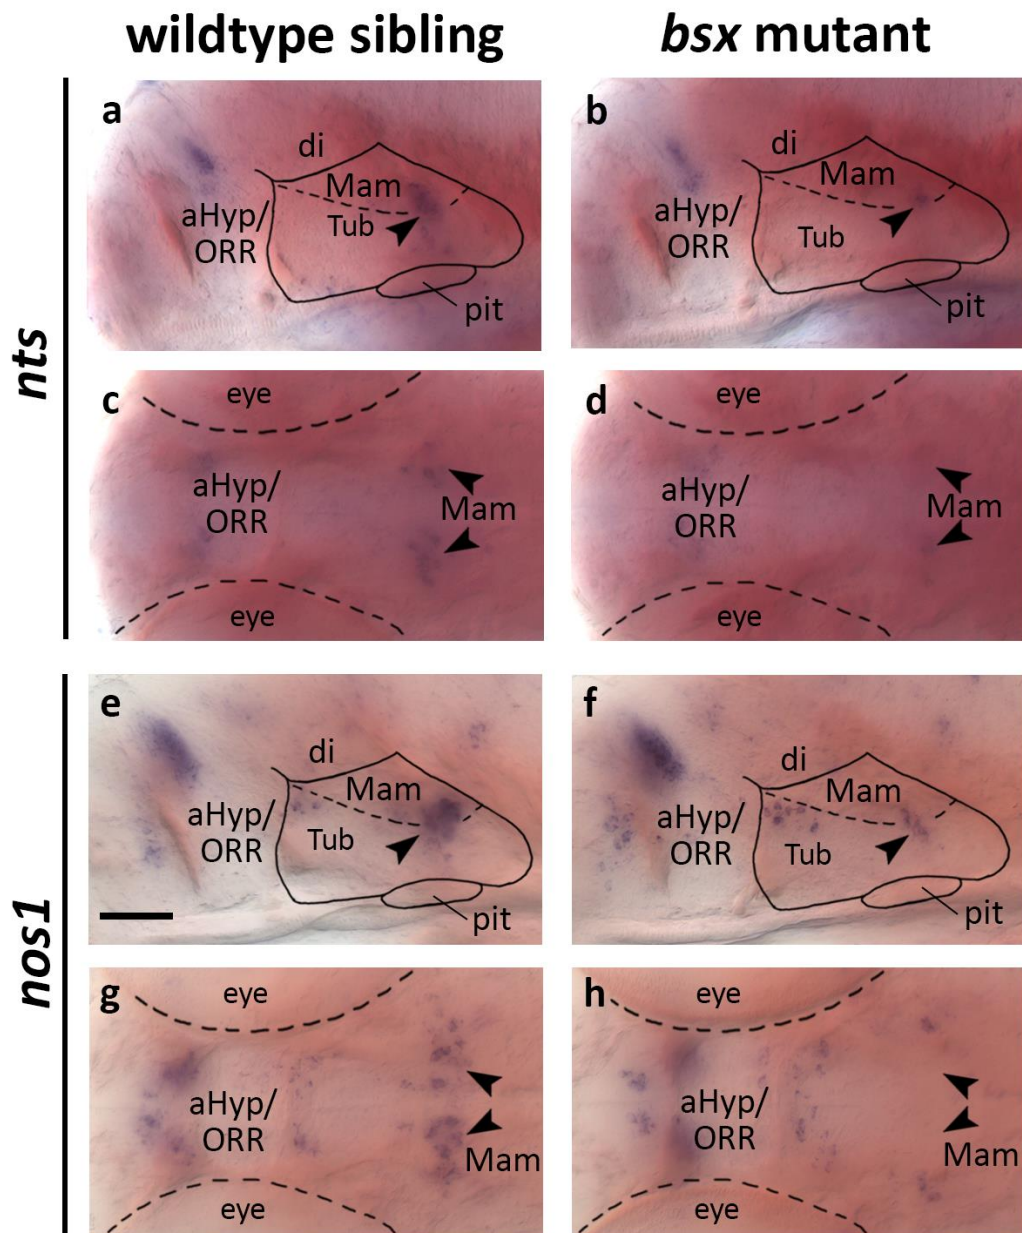 wildtype sibling
bsx mutant
nts
a
di
Mam
aHyp/
ORR
Tub
pit
b
di
Mam
aHyp/
ORR
Tub
pit
c
eye
aHyp/
ORR
Mam
eye
d
eye
aHyp/
ORR
Mam
eye
nos1
e
di
Mam
aHyp/
ORR
Tub
pit
f
di
Mam
aHyp/
ORR
Tub
pit
g
eye
aHyp/
ORR
Mam
eye
h
eye
aHyp/
ORR
Mam
eye